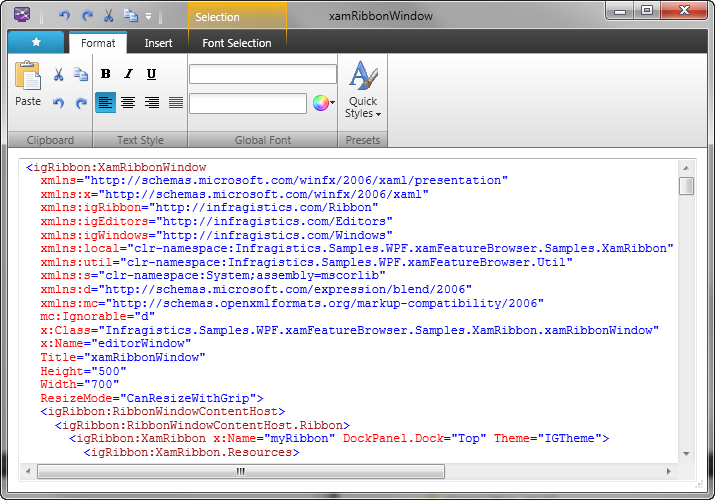 Selection
xamRibbonWindow
Format
Insert
Font Selection
B I U
Paste
Quick
Styles
Clipboard
Text Style
Global Font
Presets
<igRibbon:XamRibbonWindow
xmlns="http://schemas.microsoft.com/winfx/2006/xaml/presentation"
xmlns:x="http://schemas.microsoft.com/winfx/2006/xaml"
xmlns:igRibbon="http://infragistics.com/Ribbon"
xmlns:igEditors="http://infragistics.com/Editors"
xmlns:igWindows="http://infragistics.com/Windows"
xmlns:local="clr-namespace:Infragistics.Samples.WPF.xamFeatureBrowser.Samples.XamRibbon"
xmlns:util="clr-namespace:Infragistics.Samples.WPF.xamFeatureBrowser.Util"
xmlns:s="clr-namespace:System;assembly=mscorlib"
xmlns:d="http://schemas.microsoft.com/expression/blend/2006"
xmlns:mc="http://schemas.openxmlformats.org/markup-compatibility/2006"
mc:Ignorable="d"
x:Class="Infragistics.Samples.WPF.xamFeatureBrowser.Samples.XamRibbon.xamRibbonWindow"
x:Name="editorWindow"
Title="xamRibbonWindow"
Height="500"
Width="700"
ResizeMode="CanResizeWithGrip">
<igRibbon:RibbonWindowContentHost>
<igRibbon:RibbonWindowContentHost.Ribbon>
<igRibbon:XamRibbon x:Name="myRibbon" DockPanel.Dock="Top" Theme="IGTheme">
<igRibbon:XamRibbon.Resources>